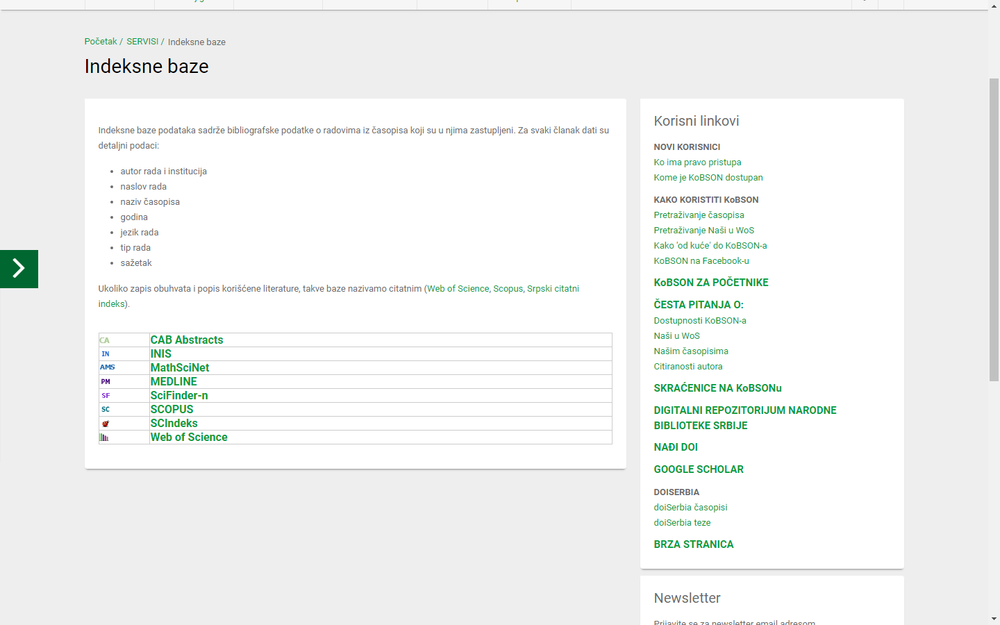 Početak / SERVISI / Indeksne baze
Indeksne baze
Indeksne baze podataka sadrže bibliografske podatke o radovima iz časopisa koji su u njima zastupljeni. Za svaki članak dati su
detaljni podaci:
autor rada i institucija
naslov rada
naziv časopisa
godina
jezik rada
tip rada
sažetak
Ukoliko zapis obuhvata i popis korišćene literature, takve baze nazivamo citatnim (Web of Science, Scopus, Srpski citatni
indeks).
CA CAB Abstracts
IN INIS
AMS MathSciNet
PM MEDLINE
SF SciFinder-n
SC SCOPUS
SCIndeks
Web of Science
Korisni linkovi
NOVI KORISNICI
Ko ima pravo pristupa
Kome je KoBSON dostupan
KAKO KORISTITI KoBSON
Pretraživanje časopisa
Pretraživanje Naši u WoS
Kako 'od kuće' do KoBSON-a
KoBSON na Facebook-u
KoBSON ZA POČETNIKE
ČESTA PITANJA O:
Dostupnosti KoBSON-a
Naši u WoS
Našim časopisima
Citiranosti autora
SKRAĆENICE NA KoBSONu
DIGITALNI REPOZITORIJUM NARODNE
BIBLIOTEKE SRBIJE
NAĐI DOI
GOOGLE SCHOLAR
DOISERBIA
doiSerbia časopisi
doiSerbia teze
BRZA STRANICA
Newsletter
Prijavite se za newsletter email adresom